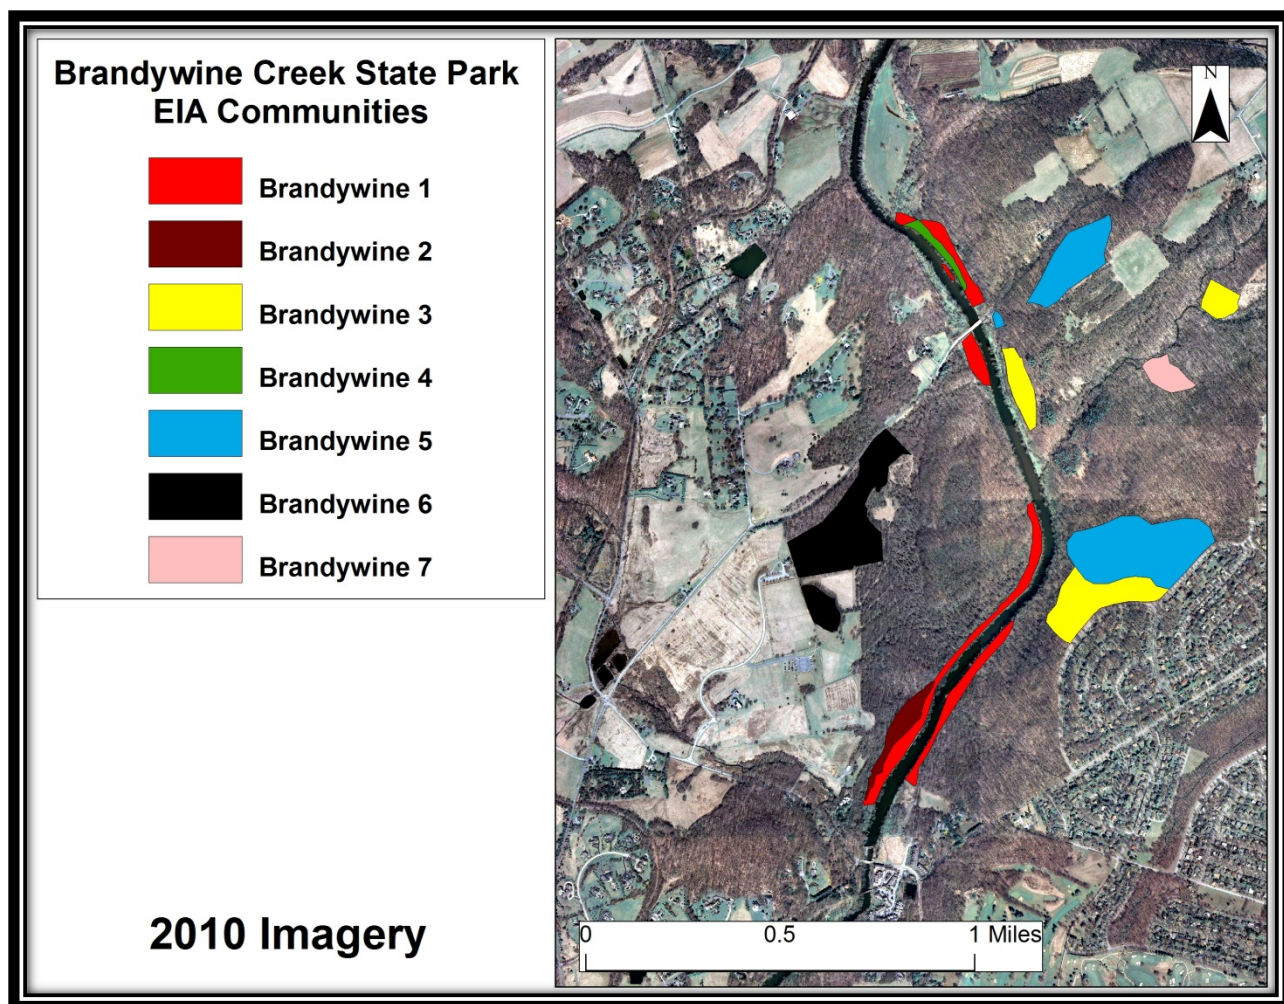 Brandywine Creek State Park
EIA Communities
Brandywine 1
Brandywine 2
Brandywine 3
Brandywine 4
Brandywine 5
Brandywine 6
Brandywine 7
2010 Imagery
N
0 0.5 1 Miles